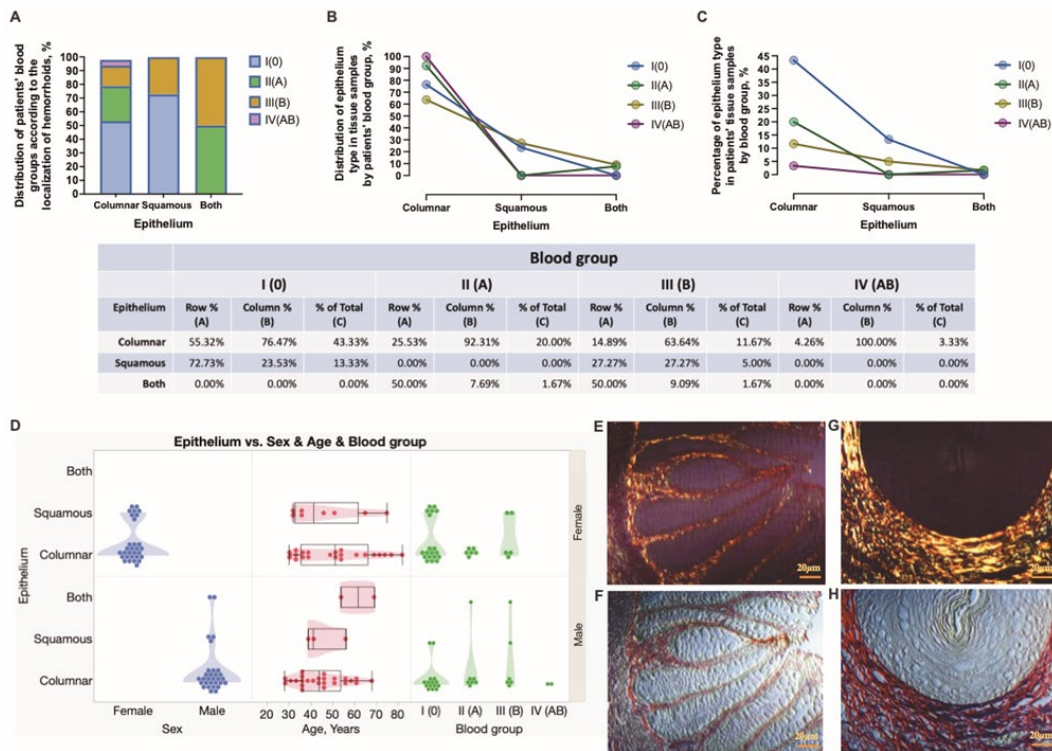 A
Distribution of patients' blood
groups according to the
localization of hemorrhoids, %
100
90
80
70
60
50
40
30
20
10
0
Columnar Squamous Both
Epithelium
I(0)
II(A)
III(B)
IV(AB)
B
Distribution of epithelium
type in tissue samples
by patients' blood group, %
100
90
80
70
60
50
40
30
20
10
0
Columnar Squamous Both
Epithelium
I(0)
II(A)
III(B)
IV(AB)
C
Percentage of epithelium type
in patients' tissue samples
by blood group, %
45
40
35
30
25
20
15
10
5
0
Columnar Squamous Both
Epithelium
I(0)
II(A)
III(B)
IV(AB)
Blood group
I (0) II (A) III (B) IV (AB)
Epithelium Row % Column % % of Total Row % Column % % of Total Row % Column % % of Total Row % Column % % of Total
(A) (B) (C) (A) (B) (C) (A) (B) (C) (A) (B) (C)
Columnar 55.32% 76.47% 43.33% 25.53% 92.31% 20.00% 14.89% 63.64% 11.67% 4.26% 100.00% 3.33%
Squamous 72.73% 23.53% 13.33% 0.00% 0.00% 0.00% 27.27% 27.27% 5.00% 0.00% 0.00% 0.00%
Both 0.00% 0.00% 0.00% 50.00% 7.69% 1.67% 50.00% 9.09% 1.67% 0.00% 0.00% 0.00%
D
Epithelium vs. Sex & Age & Blood group
Epithelium
Both
Squamous
Columnar
Female
Both
Squamous
Columnar
Male
Female Male
Sex
20 30 40 50 60 70 80
Age, Years
I (0) II (A) III (B) IV (AB)
Blood group
E
20µm
G
20µm
F
20µm
H
20µm